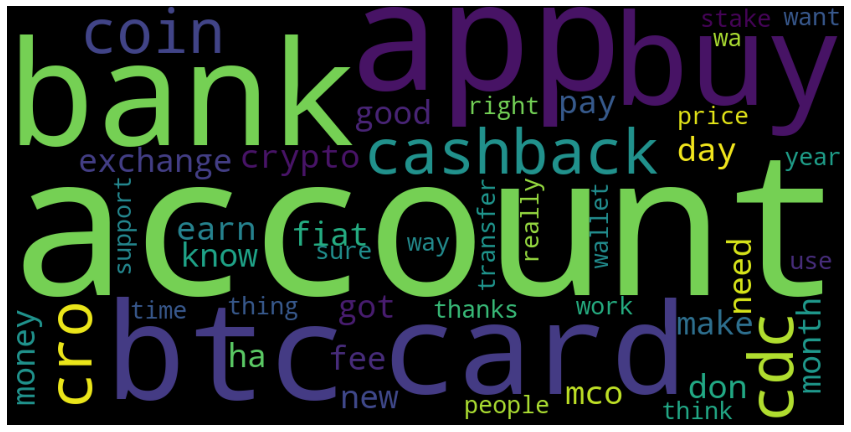 coin
app
buy
stake
want
wa
bank
good
right
pay
price
exchange
crypto
cashback
day
year
account
support
earn
know
fiat
sure
way
transfer
really
wallet
need
use
money
cro
time
thing
got
thanks
work
make
month
btc
card
cdc
ha
fee
new
people
mco
don
think